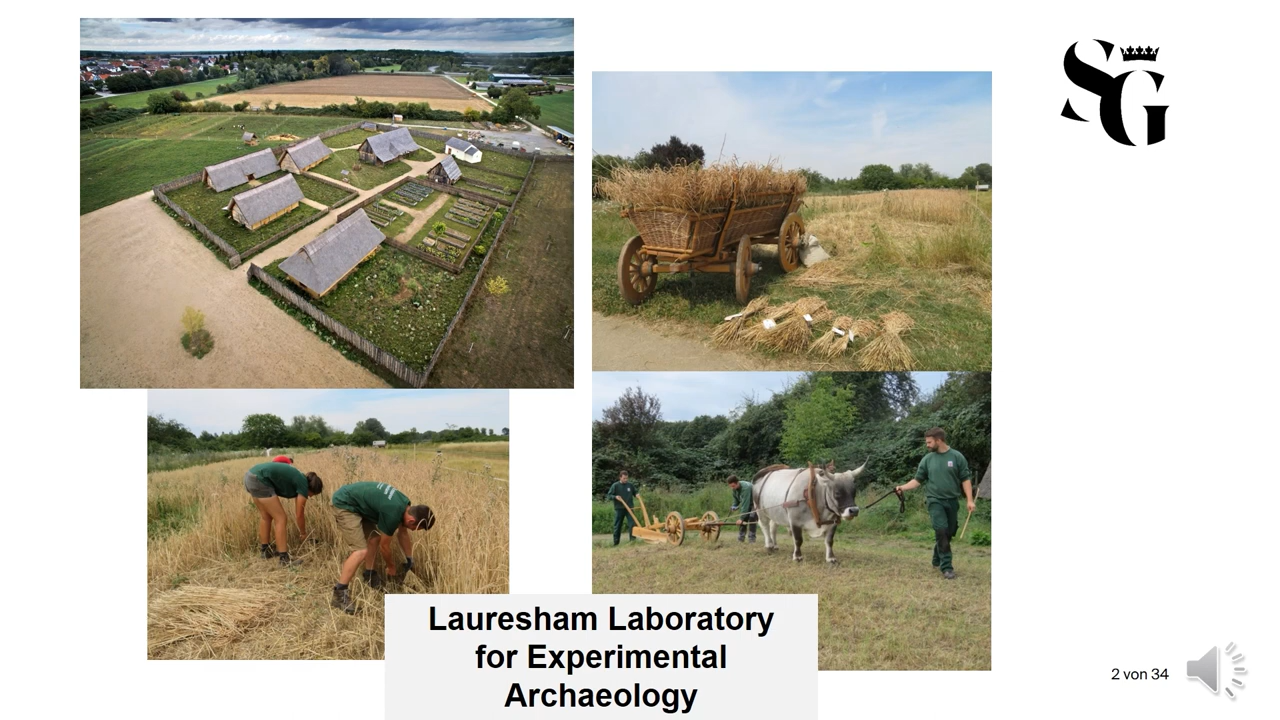 SG
Lauresham Laboratory
for Experimental
Archaeology
2 von 34